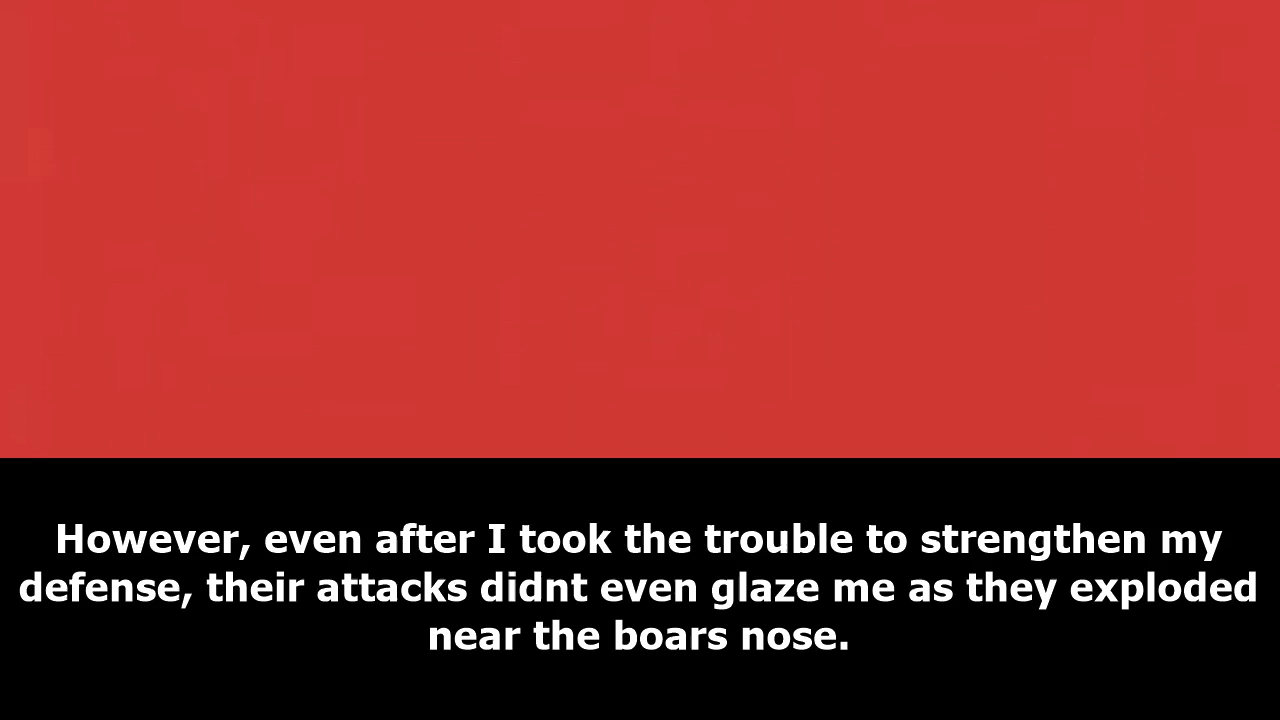 However, even after I took the trouble to strengthen my
defense, their attacks didnt even glaze me as they exploded
near the boars nose.